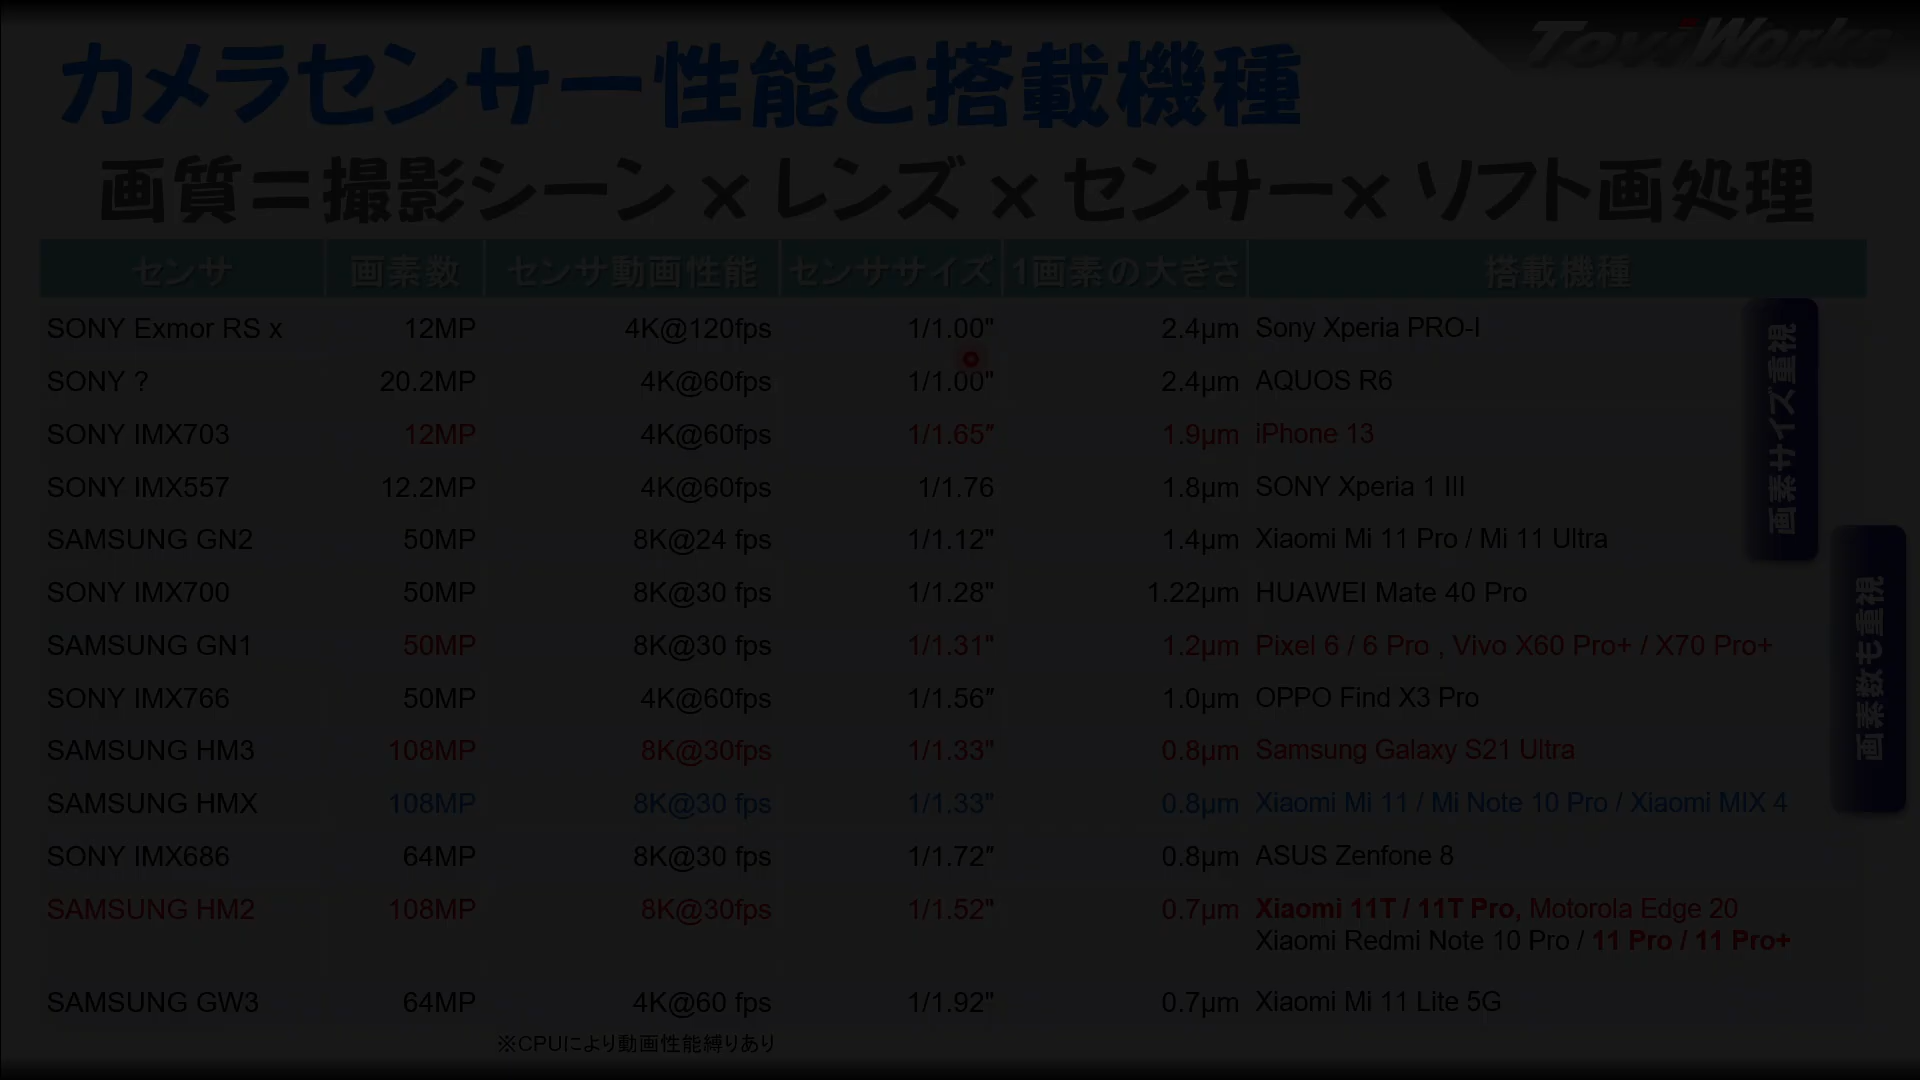 ToviWorks
カメラセンサー性能と搭載機種
画質＝撮影シーン × レンズ × センサー× ソフト画処理
センサ 画素数 センサ動画性能 センササイズ 1画素の大きさ 搭載機種
SONY Exmor RS x 12MP 4K@120fps 1/1.00" 2.4μm Sony Xperia PRO-I
SONY ? 20.2MP 4K@60fps 1/1.00" 2.4μm AQUOS R6
SONY IMX703 12MP 4K@60fps 1/1.65" 1.9μm iPhone 13
SONY IMX557 12.2MP 4K@60fps 1/1.76 1.8μm SONY Xperia 1 III
SAMSUNG GN2 50MP 8K@24 fps 1/1.12" 1.4μm Xiaomi Mi 11 Pro / Mi 11 Ultra
SONY IMX700 50MP 8K@30 fps 1/1.28" 1.22μm HUAWEI Mate 40 Pro
SAMSUNG GN1 50MP 8K@30 fps 1/1.31" 1.2μm Pixel 6 / 6 Pro , Vivo X60 Pro+ / X70 Pro+
SONY IMX766 50MP 4K@60fps 1/1.56" 1.0μm OPPO Find X3 Pro
SAMSUNG HM3 108MP 8K@30fps 1/1.33" 0.8μm Samsung Galaxy S21 Ultra
SAMSUNG HMX 108MP 8K@30 fps 1/1.33" 0.8μm Xiaomi Mi 11 / Mi Note 10 Pro / Xiaomi MIX 4
SONY IMX686 64MP 8K@30 fps 1/1.72" 0.8μm ASUS Zenfone 8
SAMSUNG HM2 108MP 8K@30fps 1/1.52" 0.7μm Xiaomi 11T / 11T Pro, Motorola Edge 20
Xiaomi Redmi Note 10 Pro / 11 Pro / 11 Pro+
SAMSUNG GW3 64MP 4K@60 fps 1/1.92" 0.7μm Xiaomi Mi 11 Lite 5G
※CPUにより動画性能縛りあり
画素サイズ重視
画素数も重視